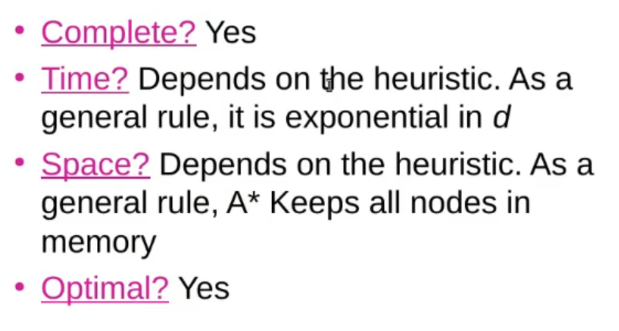 • Complete? Yes
• Time? Depends on the heuristic. As a
general rule, it is exponential in d
• Space? Depends on the heuristic. As a
general rule, A* Keeps all nodes in
memory
• Optimal? Yes